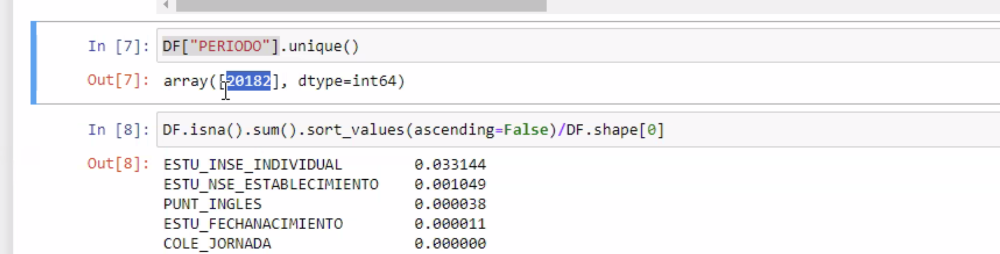 In [7]: DF["PERIODO"].unique()
Out[7]: array([20182], dtype=int64)
In [8]: DF.isna().sum().sort_values(ascending=False)/DF.shape[0]
Out[8]: ESTU_INSE_INDIVIDUAL 0.033144
ESTU_NSE_ESTABLECIMIENTO 0.001049
PUNT_INGLES 0.000038
ESTU_FECHANACIMIENTO 0.000011
COLE_JORNADA 0.000000